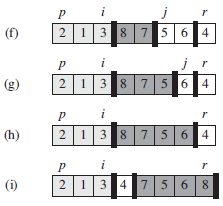 p i j r
(f) 2 1 3 8 7 5 6 4
p i j r
(g) 2 1 3 8 7 5 6 4
p i r
(h) 2 1 3 8 7 5 6 4
p i r
(i) 2 1 3 4 7 5 6 8